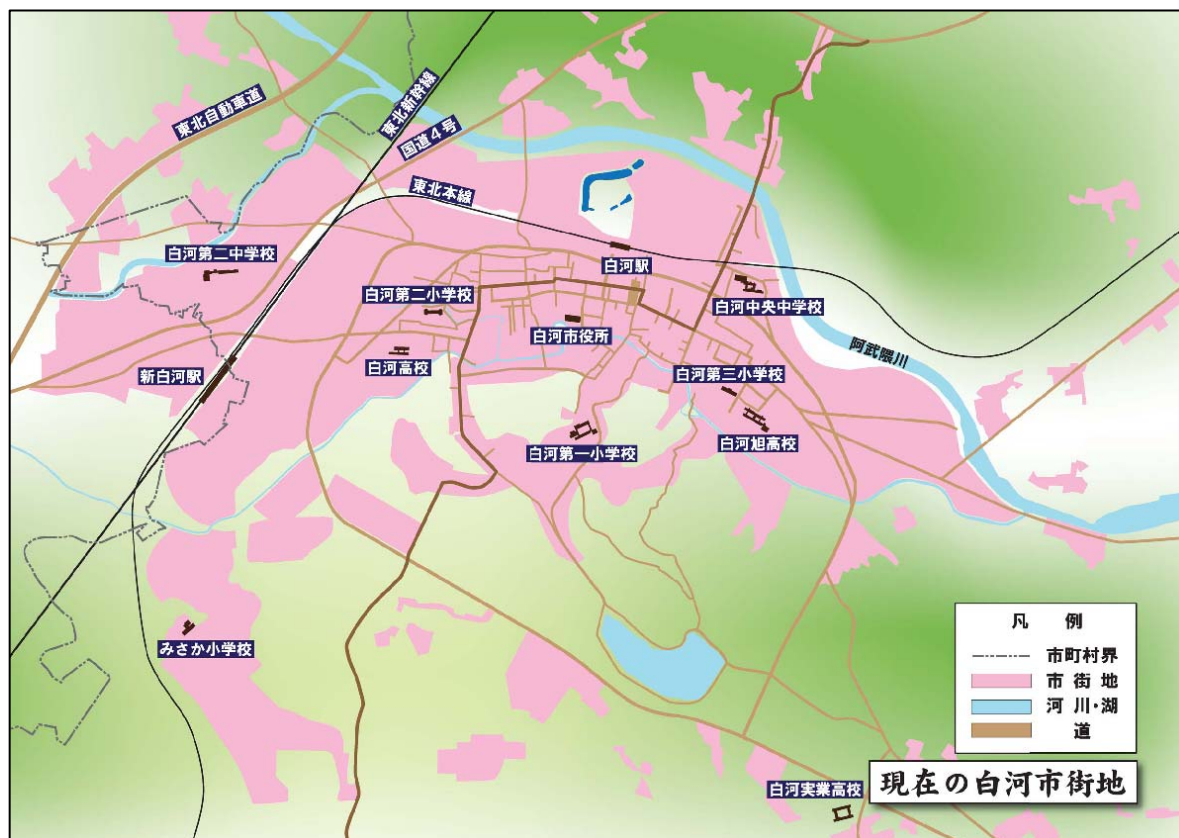 東北自動車道
東北新幹線
国道4号
東北本線
白河第二中学校
白河駅
白河第二小学校
白河中央中学校
白河市役所
白河高校
阿武隈川
新白河駅
白河第三小学校
白河旭高校
白河第一小学校
みさか小学校
凡 例
市町村界
市 街 地
河 川・湖
道
現在の白河市街地
白河実業高校